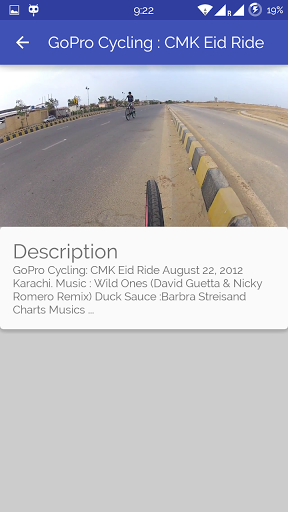 9:22
19%
GoPro Cycling : CMK Eid Ride
Description
GoPro Cycling: CMK Eid Ride August 22, 2012
Karachi. Music : Wild Ones (David Guetta & Nicky
Romero Remix) Duck Sauce :Barbra Streisand
Charts Musics ...